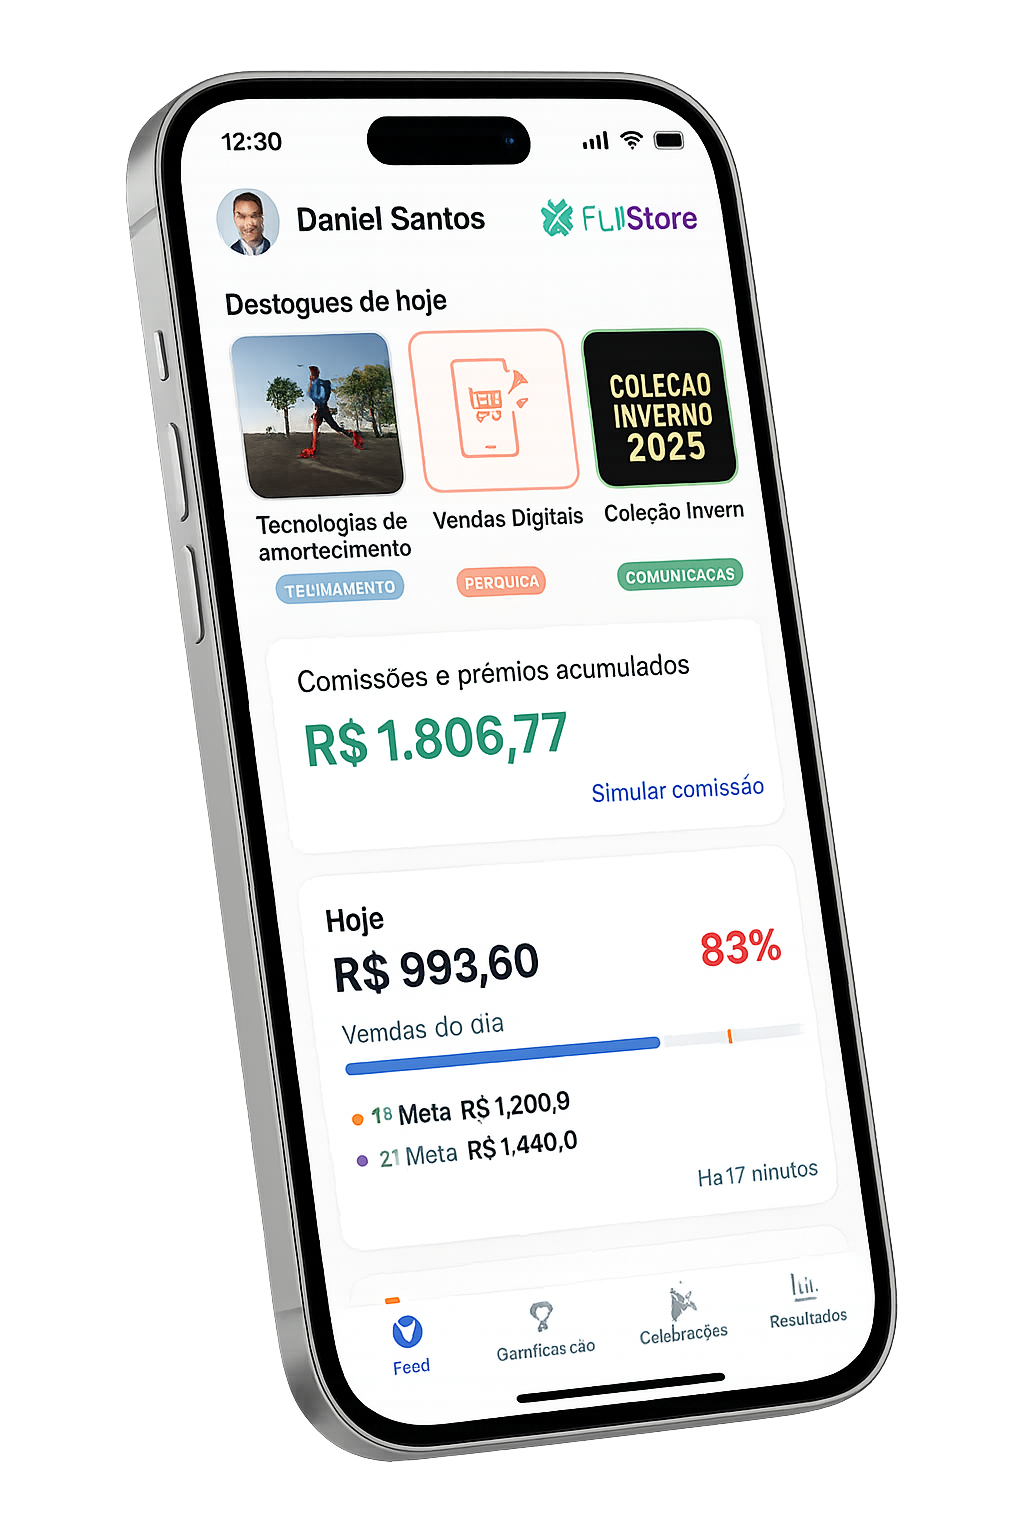 12:30
Daniel Santos
FLIIStore
Destogues de hoje
COLECAO
INVERNO
2025
Tecnologias de
amortecimento
Vendas Digitais
Coleção Invern
TELIMAMENTO
PERQUICA
COMUNICACAS
Comissões e prémios acumulados
R$ 1.806,77
Simular comissáo
Hoje
R$ 993,60
83%
Vemdas do dia
18 Meta R$ 1,200,9
21 Meta R$ 1,440,0
Ha 17 ninutos
Feed
Garnficas cão
Celebracões
Resultados